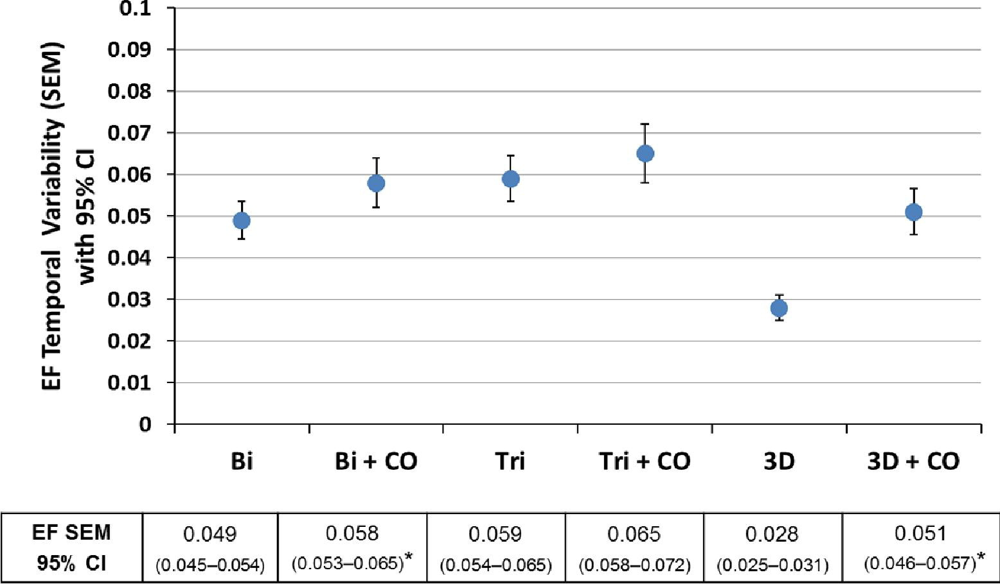 0.1
0.09
0.08
0.07
0.06
0.05
0.04
0.03
0.02
0.01
0
EF Temporal Variability (SEM)
with 95% CI
Bi Bi + CO Tri Tri + CO 3D 3D + CO
EF SEM 0.049 0.058 0.059 0.065 0.028 0.051
95% CI (0.045–0.054) (0.053–0.065)* (0.054–0.065) (0.058–0.072) (0.025–0.031) (0.046–0.057)*